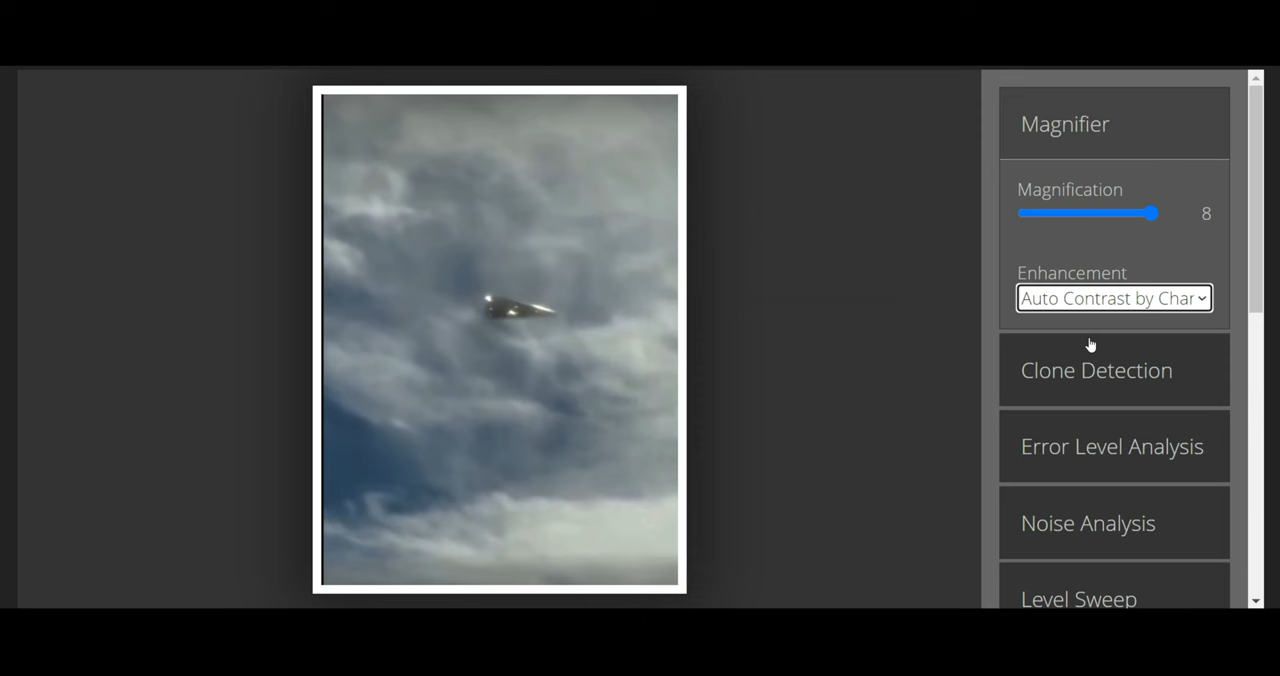 Magnifier
Magnification
8
Enhancement
Auto Contrast by Char
Clone Detection
Error Level Analysis
Noise Analysis
Level Sweep